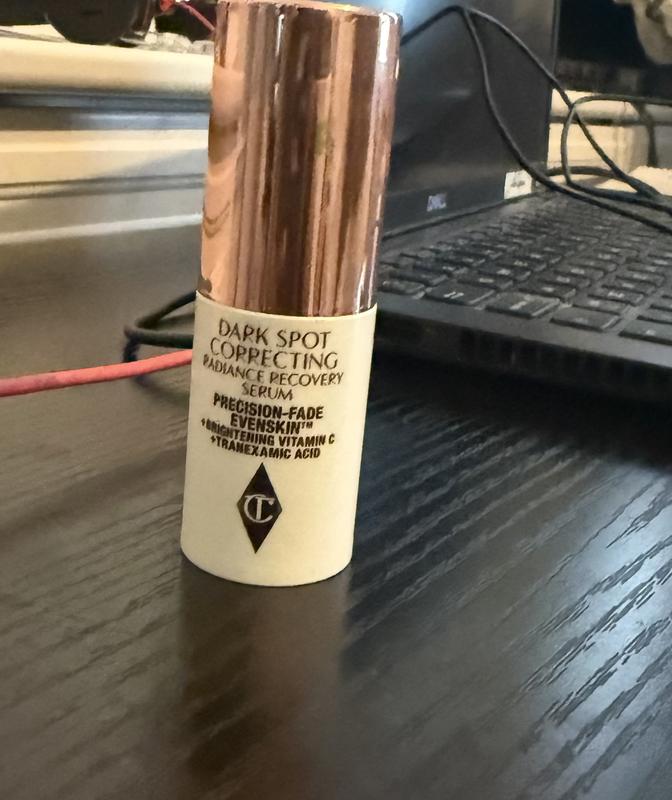 DARK SPOT
CORRECTING
RADIANCE RECOVERY
SERUM
PRECISION-FADE
EVENSKIN™
+BRIGHTENING VITAMIN C
+TRANEXAMIC ACID
CT